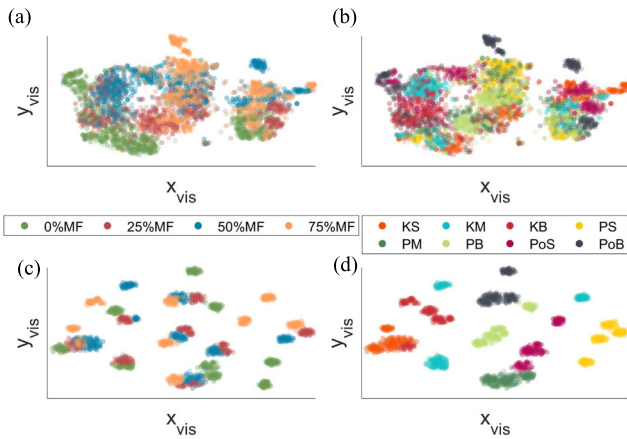 (a)
(b)
y_vis
y_vis
x_vis
x_vis
0%MF 25%MF 50%MF 75%MF
KS KM KB PS
PM PB PoS PoB
(c)
(d)
y_vis
y_vis
x_vis
x_vis